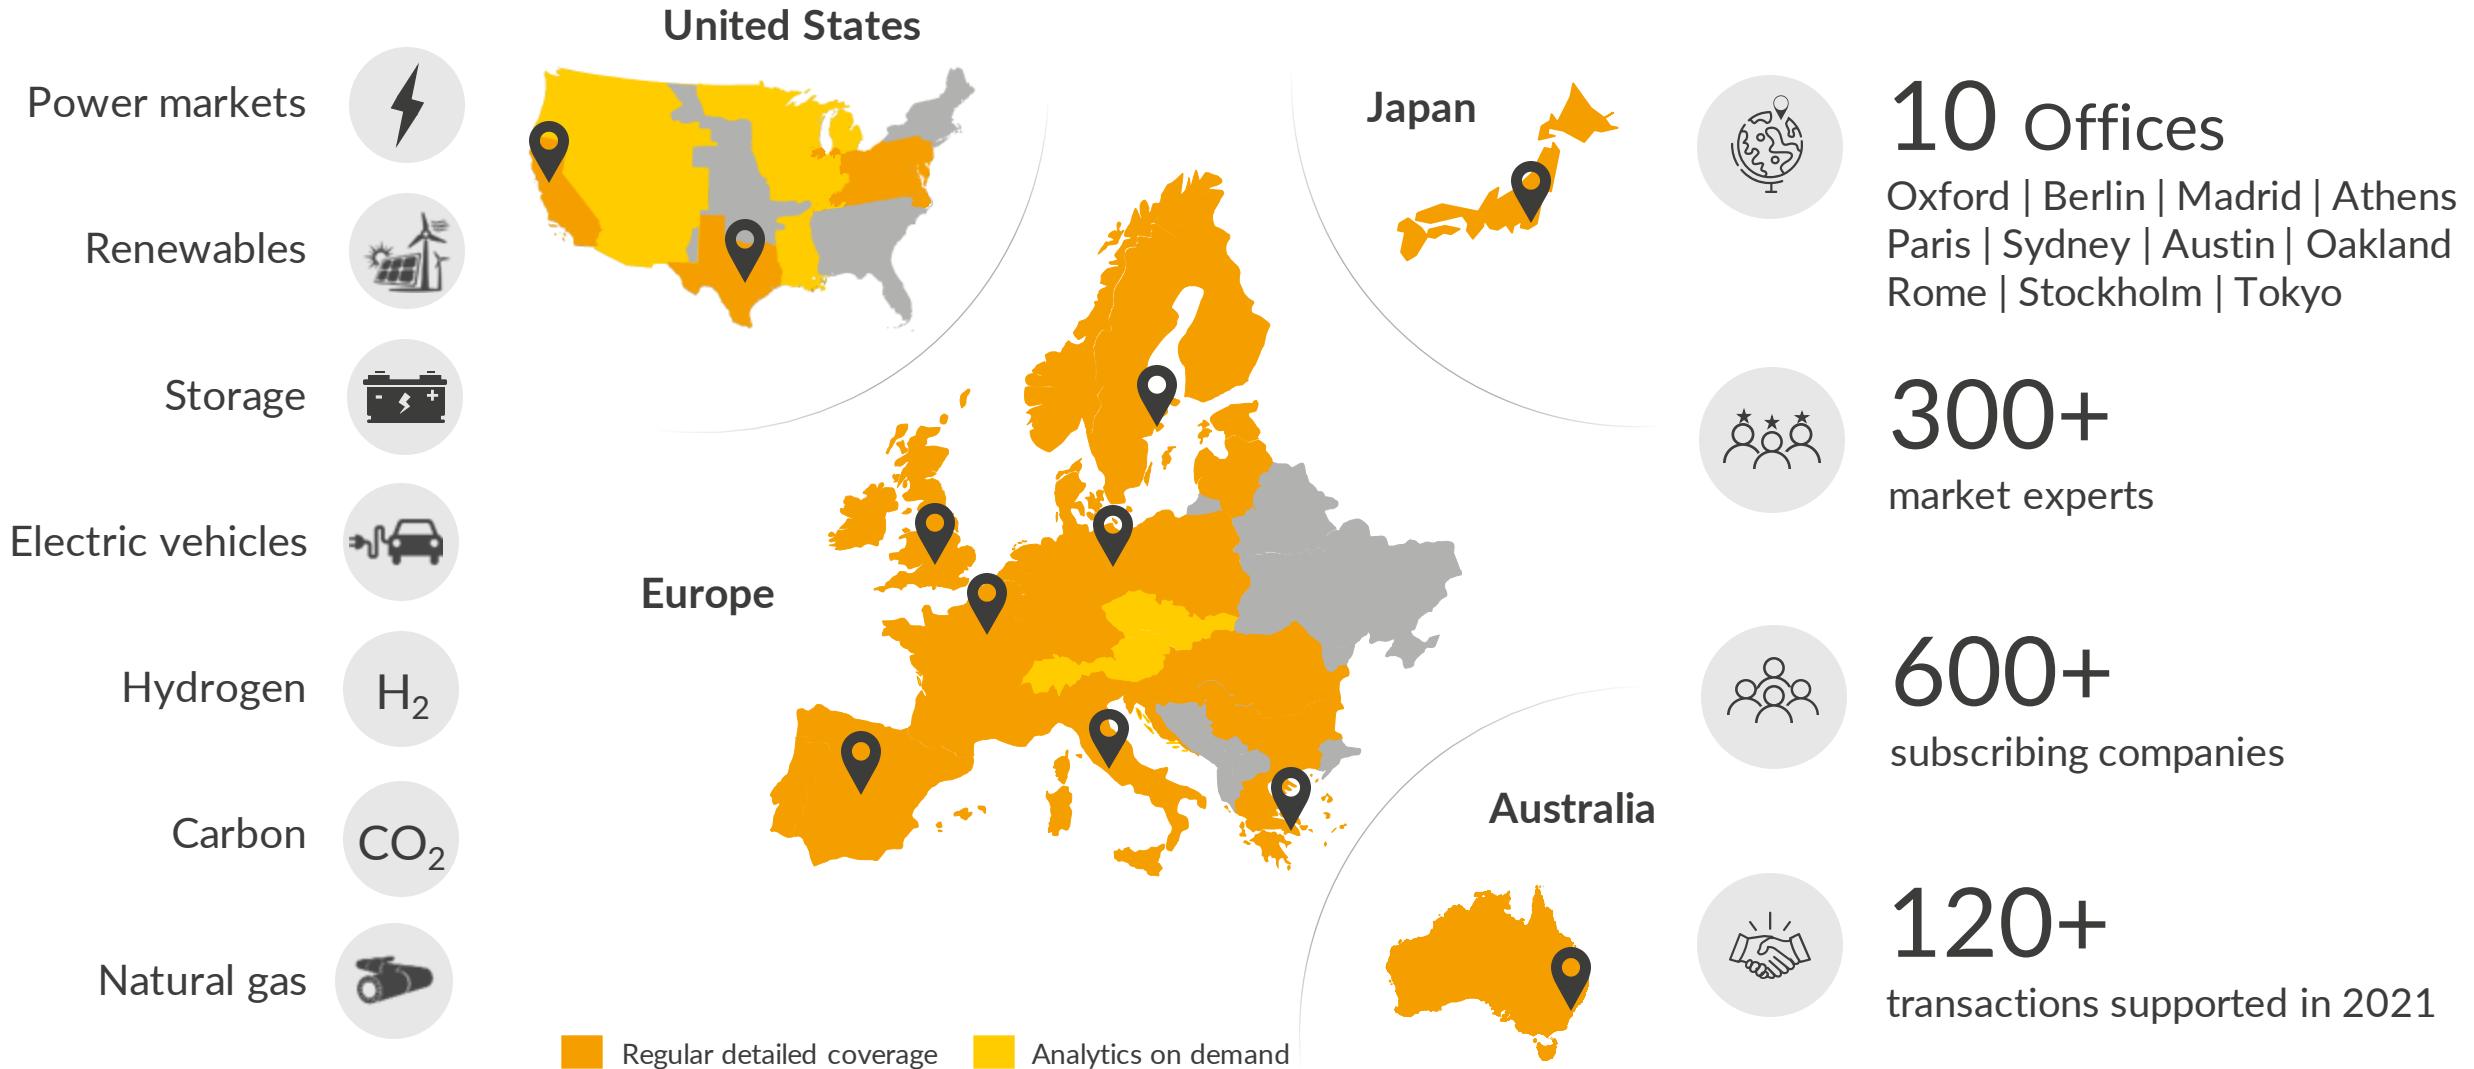 Power markets
Renewables
Storage
Electric vehicles
Hydrogen
H2
Carbon
CO2
Natural gas
United States
Japan
Europe
Australia
Regular detailed coverage
Analytics on demand
10 Offices
Oxford | Berlin | Madrid | Athens
Paris | Sydney | Austin | Oakland
Rome | Stockholm | Tokyo
300+
market experts
600+
subscribing companies
120+
transactions supported in 2021